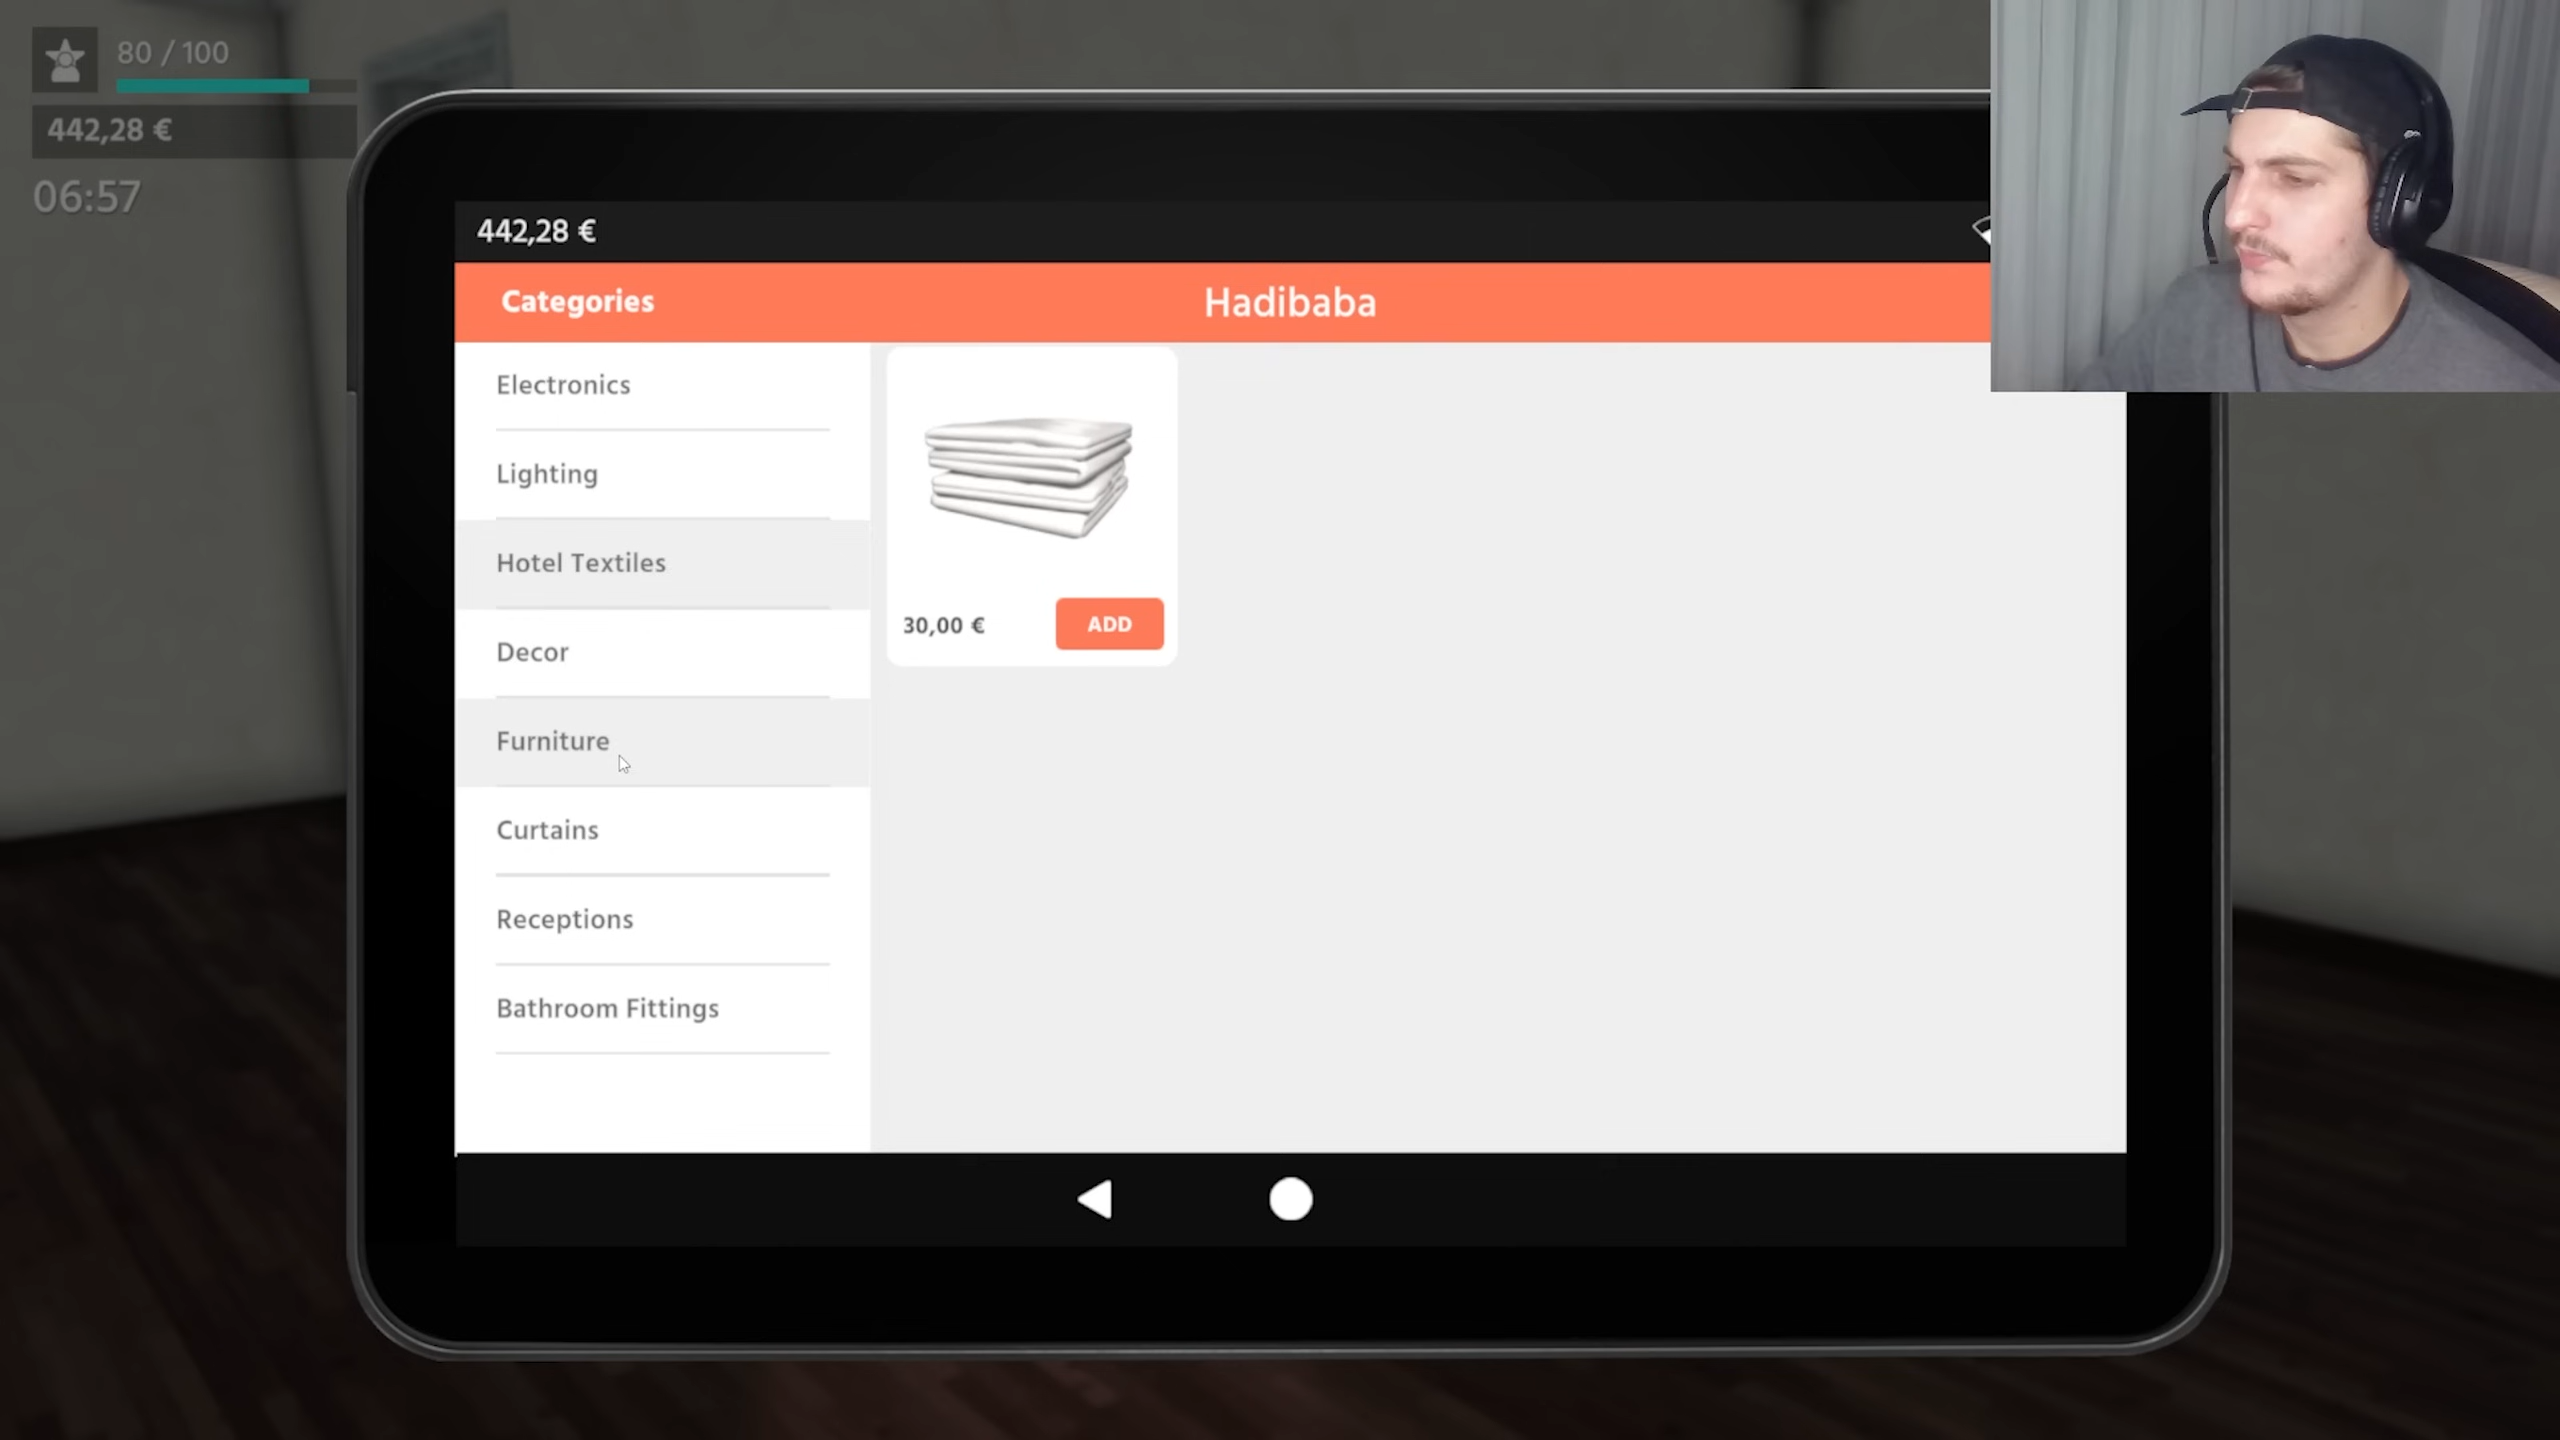 80 / 100
442,28 €
06:57
442,28 €
Categories
Hadibaba
Electronics
Lighting
Hotel Textiles
Decor
Furniture
Curtains
Receptions
Bathroom Fittings
30,00 €
ADD